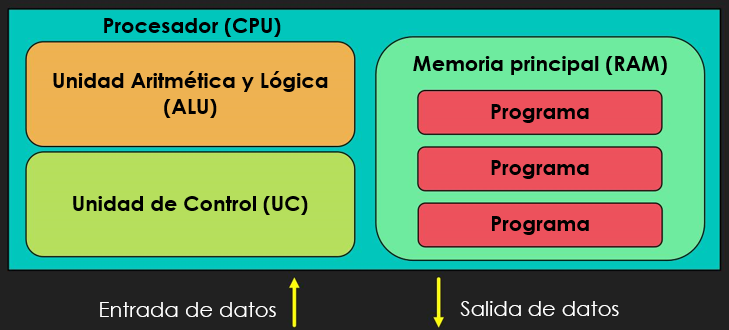 Procesador (CPU)
Unidad Aritmética y Lógica
(ALU)
Unidad de Control (UC)
Memoria principal (RAM)
Programa
Programa
Programa
Entrada de datos
Salida de datos